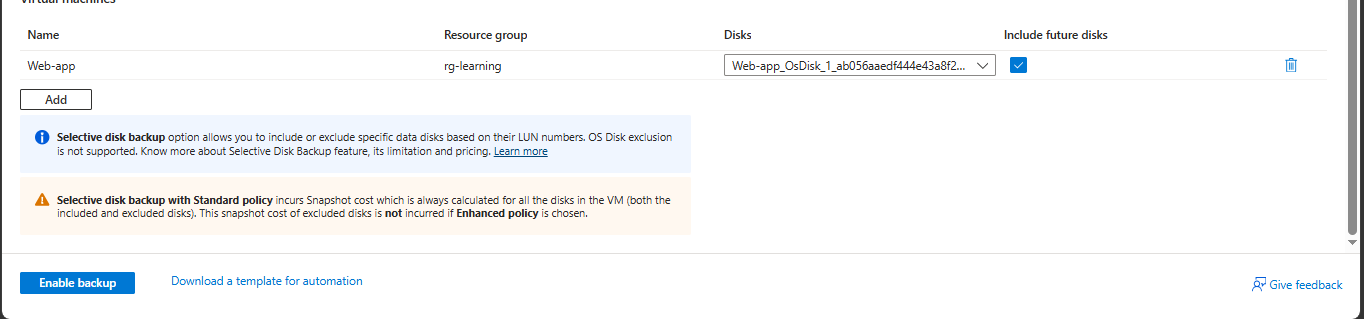 Virtual machines
Name Resource group Disks Include future disks
Web-app rg-learning Web-app_OsDisk_1_ab056aaedf444e43a8f2...
Add
Selective disk backup option allows you to include or exclude specific data disks based on their LUN numbers. OS Disk exclusion
is not supported. Know more about Selective Disk Backup feature, its limitation and pricing. Learn more
Selective disk backup with Standard policy incurs Snapshot cost which is always calculated for all the disks in the VM (both the
included and excluded disks). This snapshot cost of excluded disks is not incurred if Enhanced policy is chosen.
Enable backup Download a template for automation Give feedback